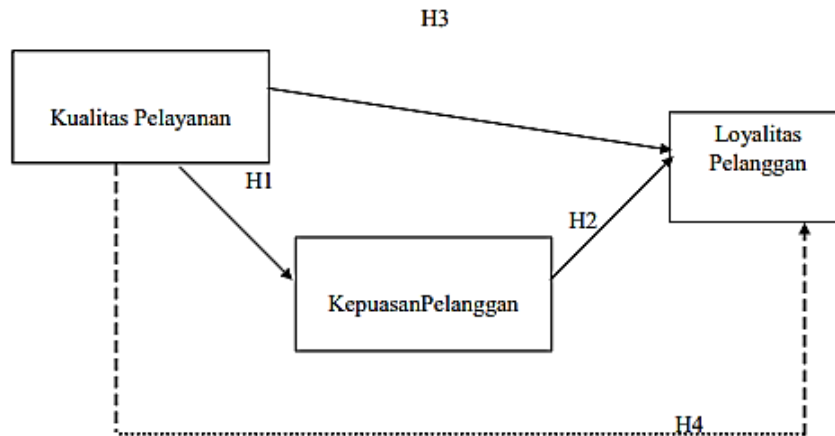 H3
Kualitas Pelayanan
Loyalitas
Pelanggan
H1
H2
KepuasanPelanggan
H4